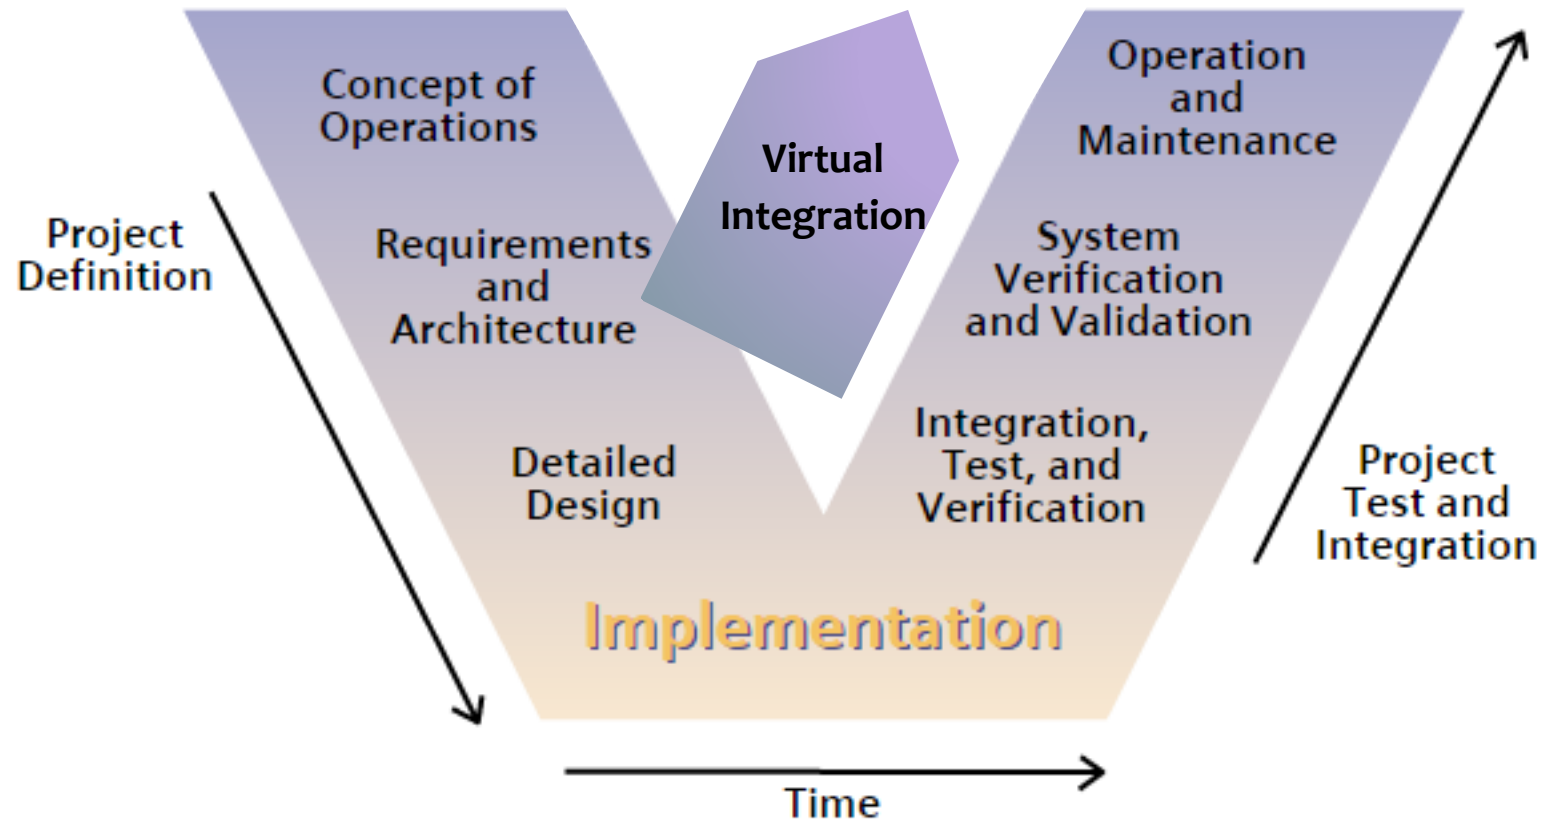 Concept of
Operations
Project
Definition
Requirements
and
Architecture
Detailed
Design
Virtual
Integration
Implementation
Operation
and
Maintenance
System
Verification
and Validation
Integration,
Test, and
Verification
Project
Test and
Integration
Time